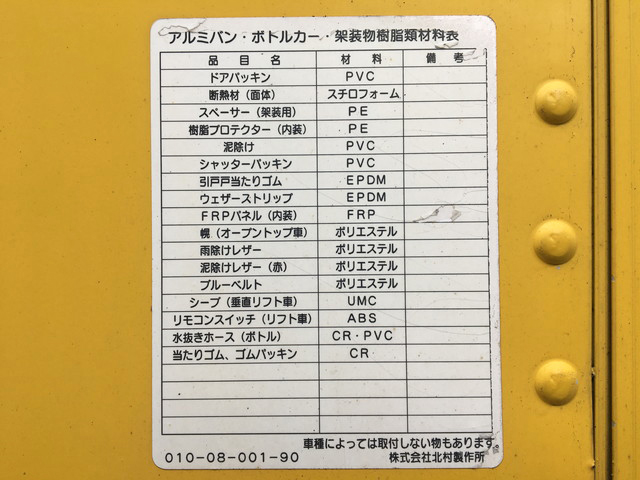 アルミバン・ボトルカー・架装物樹脂類材料表
品目名 材料 備考
ドアパッキン PVC
断熱材（面体） スチロフォーム
スペーサー（架装用） PE
樹脂プロテクター（内装） PE
泥除け PVC
シャッターパッキン PVC
引戸戸当たりゴム EPDM
ウェザーストリップ EPDM
FRPパネル（内装） FRP
幌（オープントップ車） ポリエステル
雨除けレザー ポリエステル
泥除けレザー（赤） ポリエステル
ブルーベルト ポリエステル
シーブ（垂直リフト車） UMC
リモコンスイッチ（リフト車） ABS
水抜きホース（ボトル） CR・PVC
当たりゴム、ゴムパッキン CR
車種によっては取付しない物もあります。
010-08-001-90 株式会社北村製作所